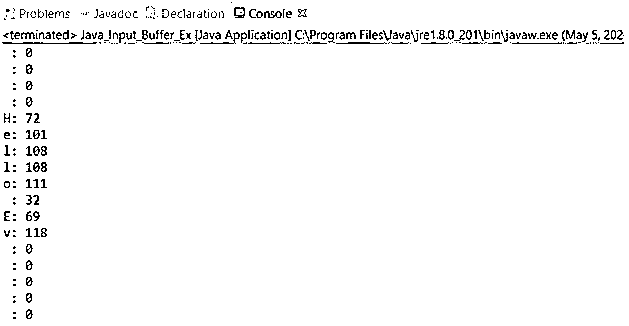 Problems Javadoc Declaration Console
<terminated> Java_Input_Buffer_Ex [Java Application] C:\Program Files\Java\jre1.8.0_201\bin\javaw.exe (May 5, 202
: 0
: 0
: 0
: 0
H: 72
e: 101
l: 108
l: 108
o: 111
: 32
E: 69
v: 118
: 0
: 0
: 0
: 0
: 0